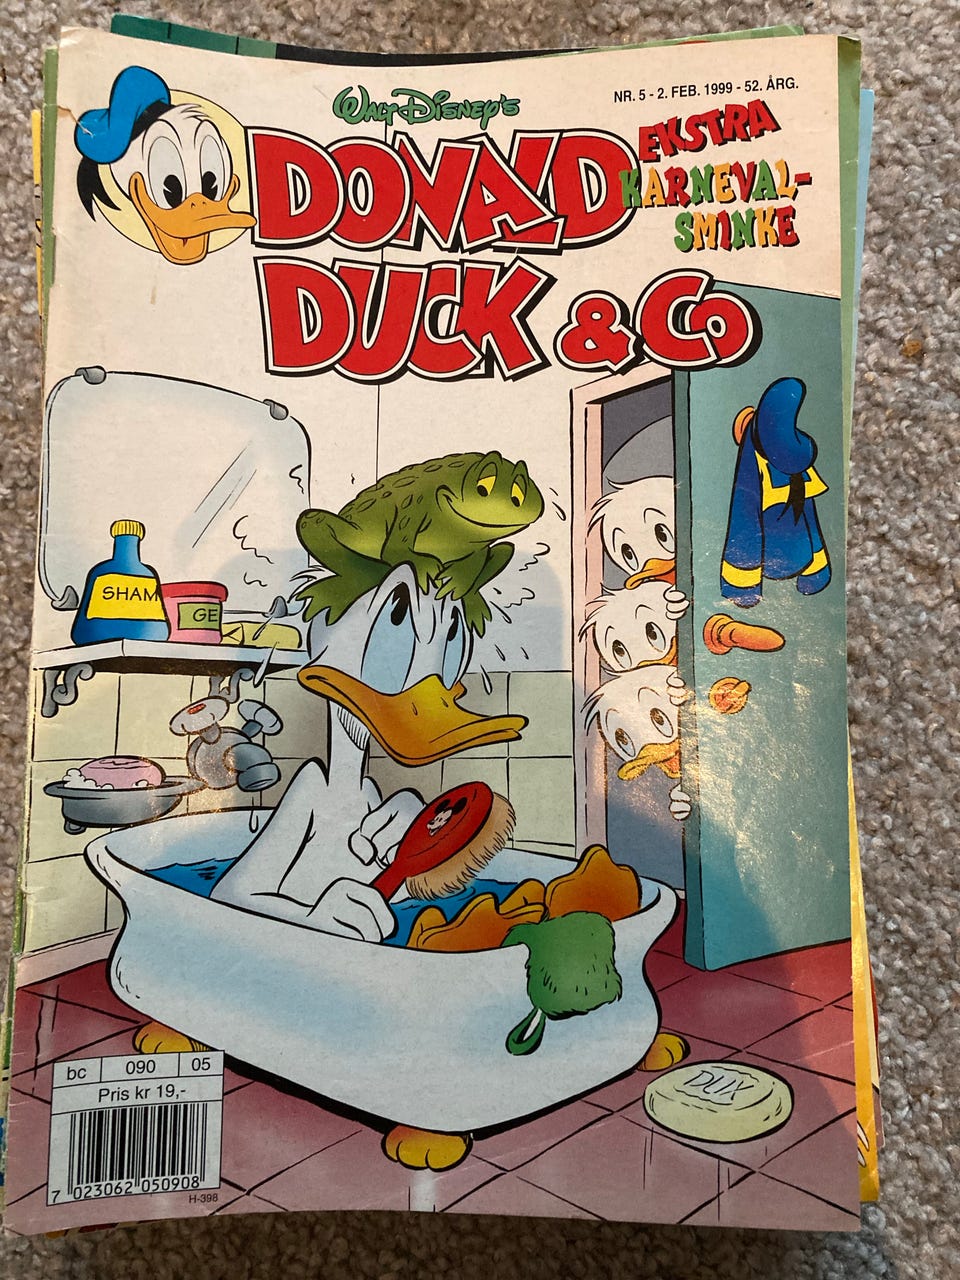 WALT DISNEY'S
NR. 5 - 2. FEB. 1999 - 52. ÅRG.
DONALD
DUCK & Co
EKSTRA
KARNEVAL-
SMINKE
SHAM
GE
DUX
bc 090 05
Pris kr 19,-
7 023062 050908
H-398